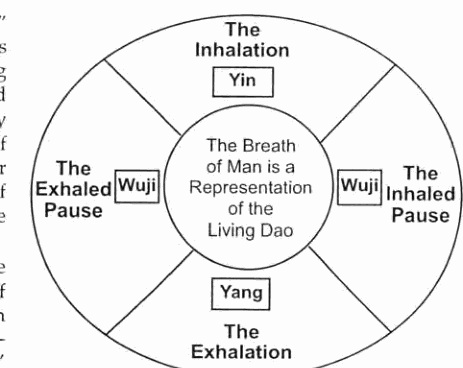 The
Inhalation
Yin
The
Exhaled
Pause
Wuji
The Breath
of Man is a
Representation
of the
Living Dao
Wuji
The
Inhaled
Pause
Yang
The
Exhalation